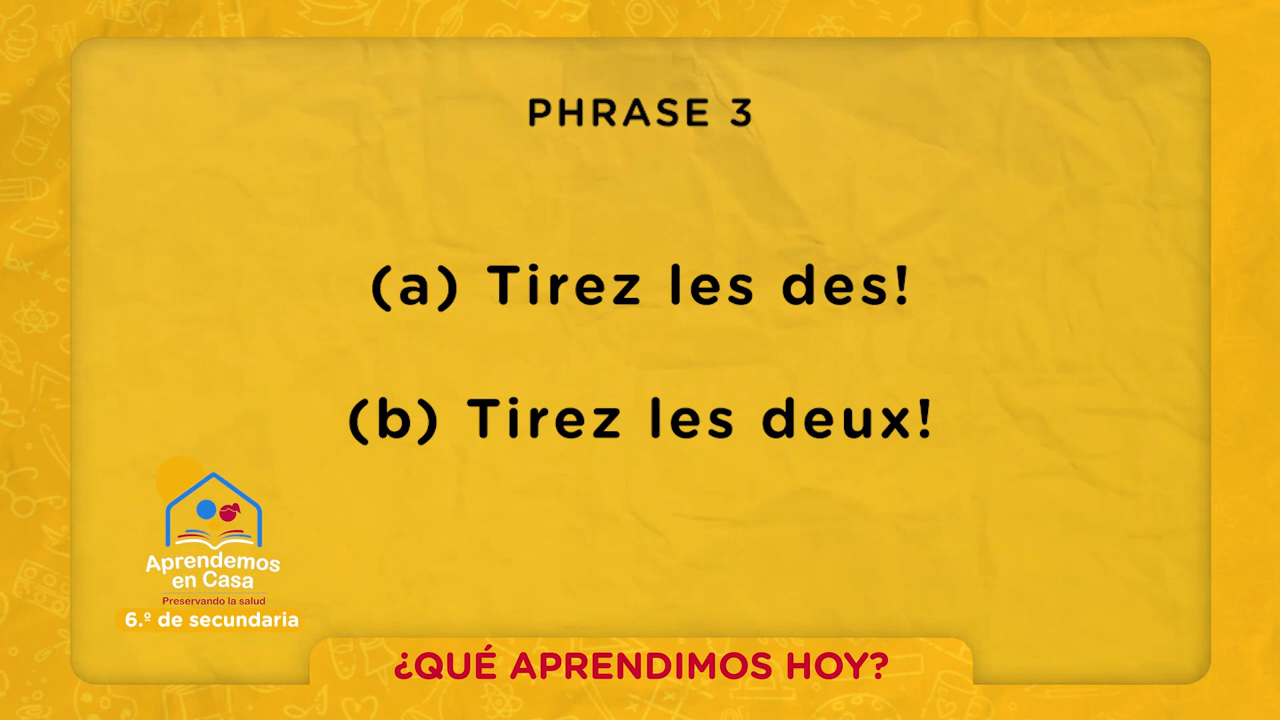 PHRASE 3
(a) Tirez les des!
(b) Tirez les deux!
Aprendemos
en Casa
Preservando la salud
6.º de secundaria
¿QUÉ APRENDIMOS HOY?